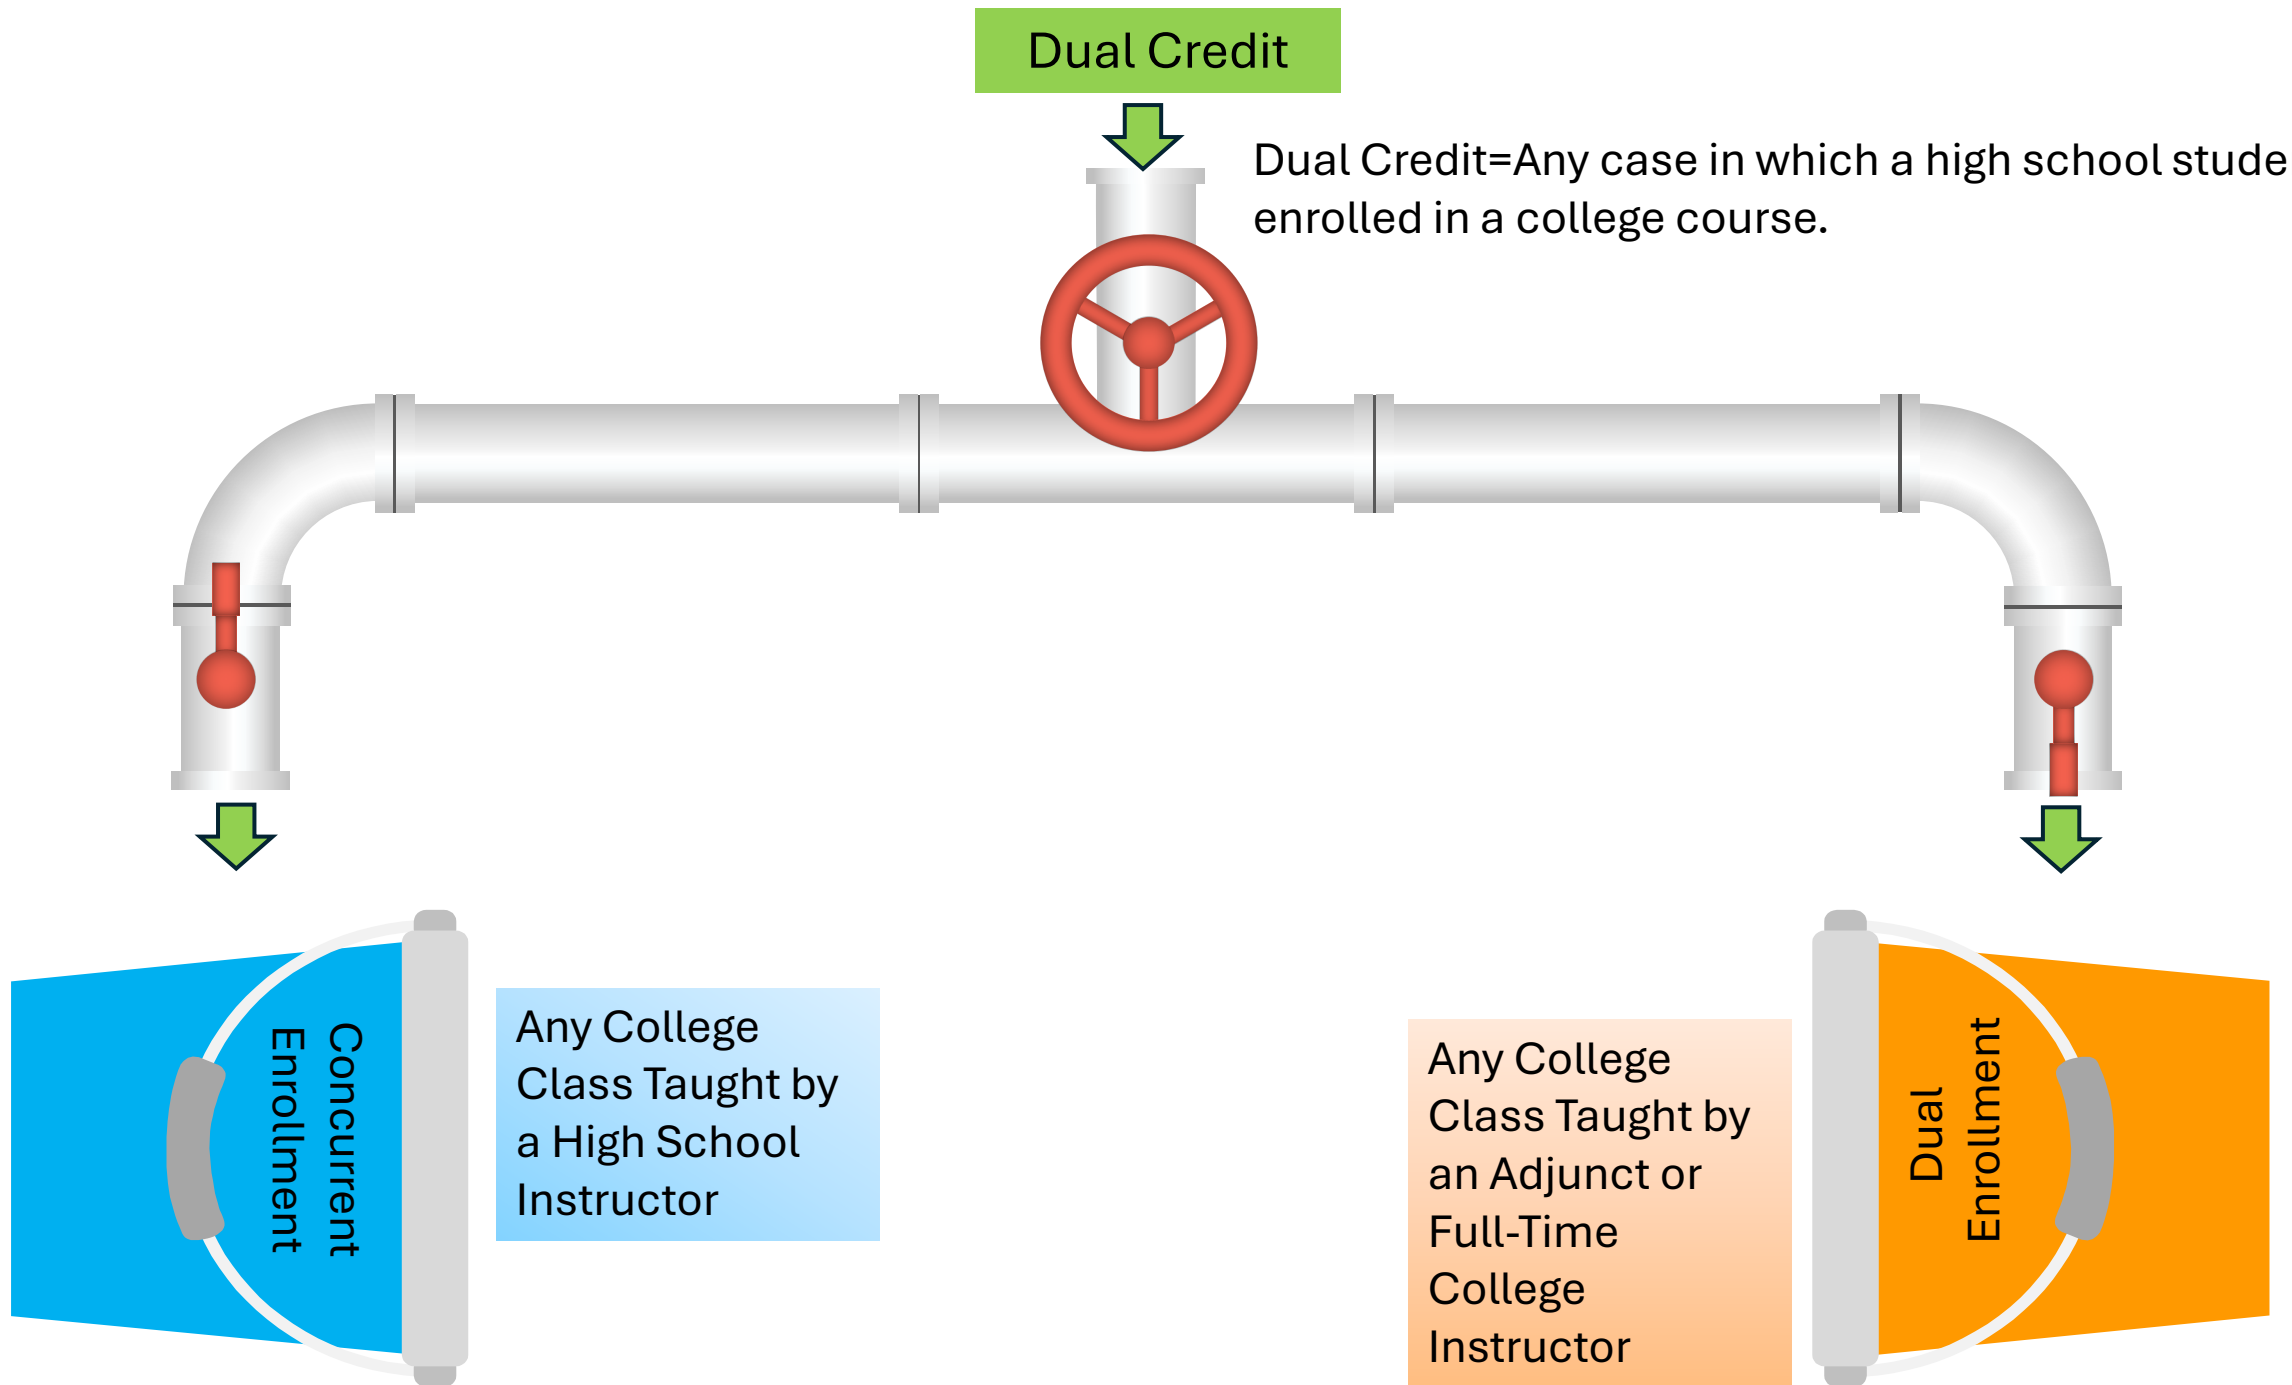 Dual Credit
Dual Credit=Any case in which a high school stude
enrolled in a college course.
Concurrent
Enrollment
Any College
Class Taught by
a High School
Instructor
Any College
Class Taught by
an Adjunct or
Full-Time
College
Instructor
Dual
Enrollment